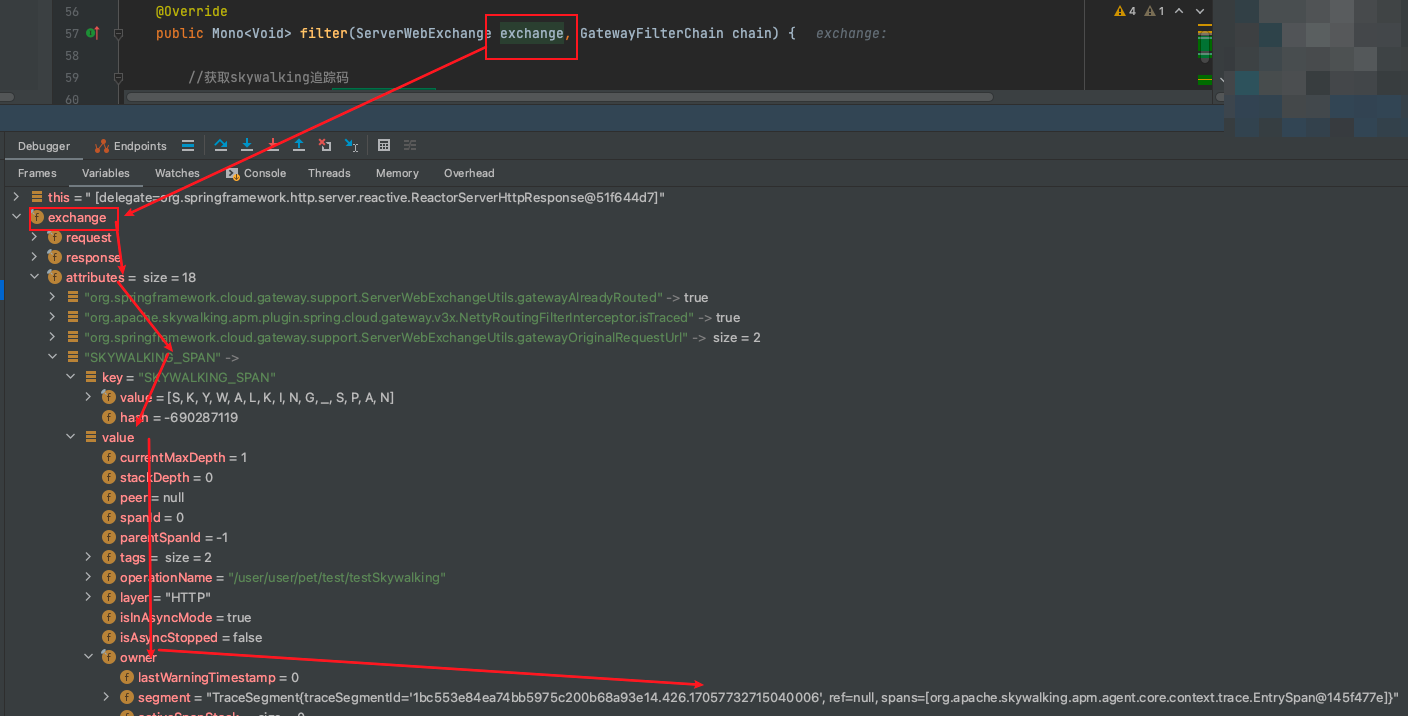 56 @Override 4 1
57 public Mono<Void> filter(ServerWebExchange exchange, GatewayFilterChain chain) { exchange:
58
59 //获取skywalking追踪码
60
Debugger Endpoints
Frames Variables Watches Console Threads Memory Overhead
this = " [delegate=org.springframework.http.server.reactive.ReactorServerHttpResponse@51f644d7]"
exchange
request
response
attributes = size = 18
"org.springframework.cloud.gateway.support.ServerWebExchangeUtils.gatewayAlreadyRouted" -> true
"org.apache.skywalking.apm.plugin.spring.cloud.gateway.v3x.NettyRoutingFilterInterceptor.isTraced" -> true
"org.springframework.cloud.gateway.support.ServerWebExchangeUtils.gatewayOriginalRequestUrl" -> size = 2
"SKYWALKING_SPAN" ->
key = "SKYWALKING_SPAN"
value = [S, K, Y, W, A, L, K, I, N, G, _, S, P, A, N]
hash = -690287119
value
currentMaxDepth = 1
stackDepth = 0
peer = null
spanId = 0
parentSpanId = -1
tags = size = 2
operationName = "/user/user/pet/test/testSkywalking"
layer = "HTTP"
isInAsyncMode = true
isAsyncStopped = false
owner
lastWarningTimestamp = 0
segment = "TraceSegment{traceSegmentId='1bc553e84ea74bb5975c200b68a93e14.426.17057732715040006', ref=null, spans=[org.apache.skywalking.apm.agent.core.context.trace.EntrySpan@145f477e]}"